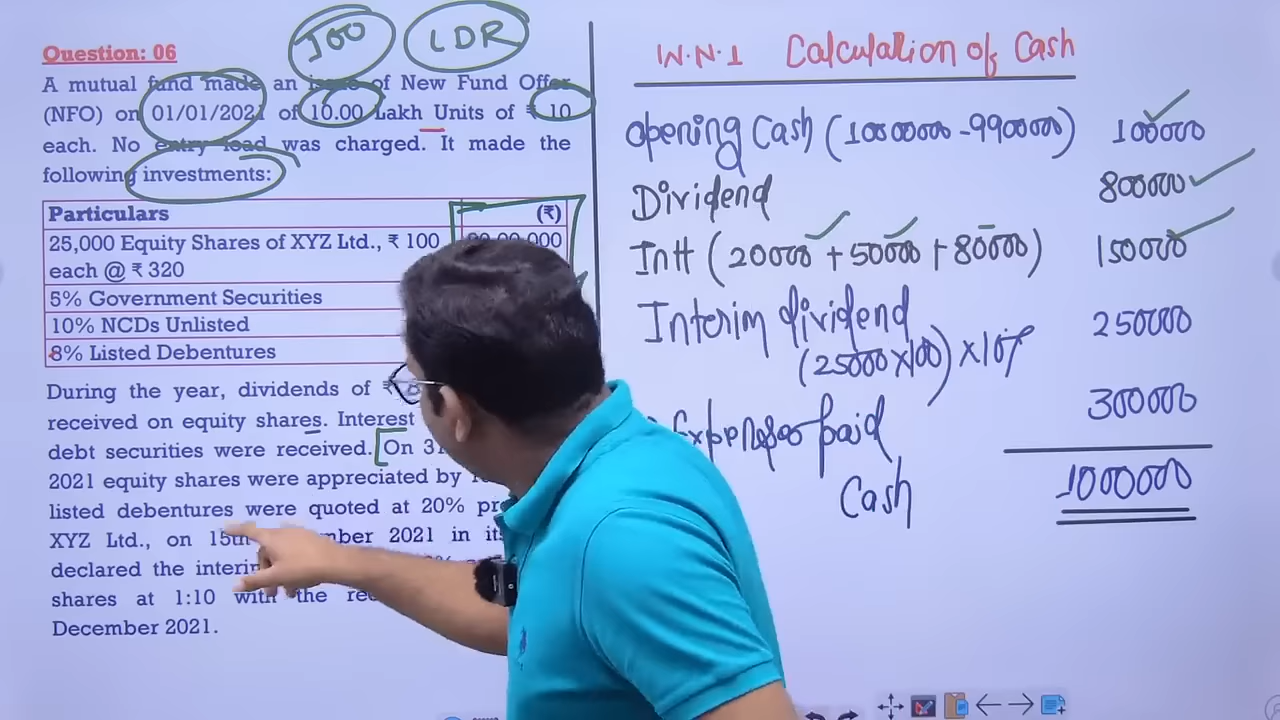 100 LDR
Question: 06
A mutual fund made an issue of New Fund Offer
(NFO) on 01/01/2021 of 10.00 Lakh Units of ₹ 10
each. No entry load was charged. It made the
following investments:
Particulars (₹)
25,000 Equity Shares of XYZ Ltd., ₹ 100
each @ ₹ 320
5% Government Securities
10% NCDs Unlisted
8% Listed Debentures
During the year, dividends of ₹
received on equity shares. Interest
debt securities were received. On
2021 equity shares were appreciated by
listed debentures were quoted at 20%
XYZ Ltd., on 15th 2021 in
declared the
shares at 1:10 with the
December 2021.
W.N.1 Calculation of Cash
Opening Cash (10000000 - 9900000) 100000
Dividend 800000
Intt (20000 + 50000 + 80000) 150000
Interim dividend 250000
(25000 x 100) x 10%
Expenses paid 300000
Cash 1000000